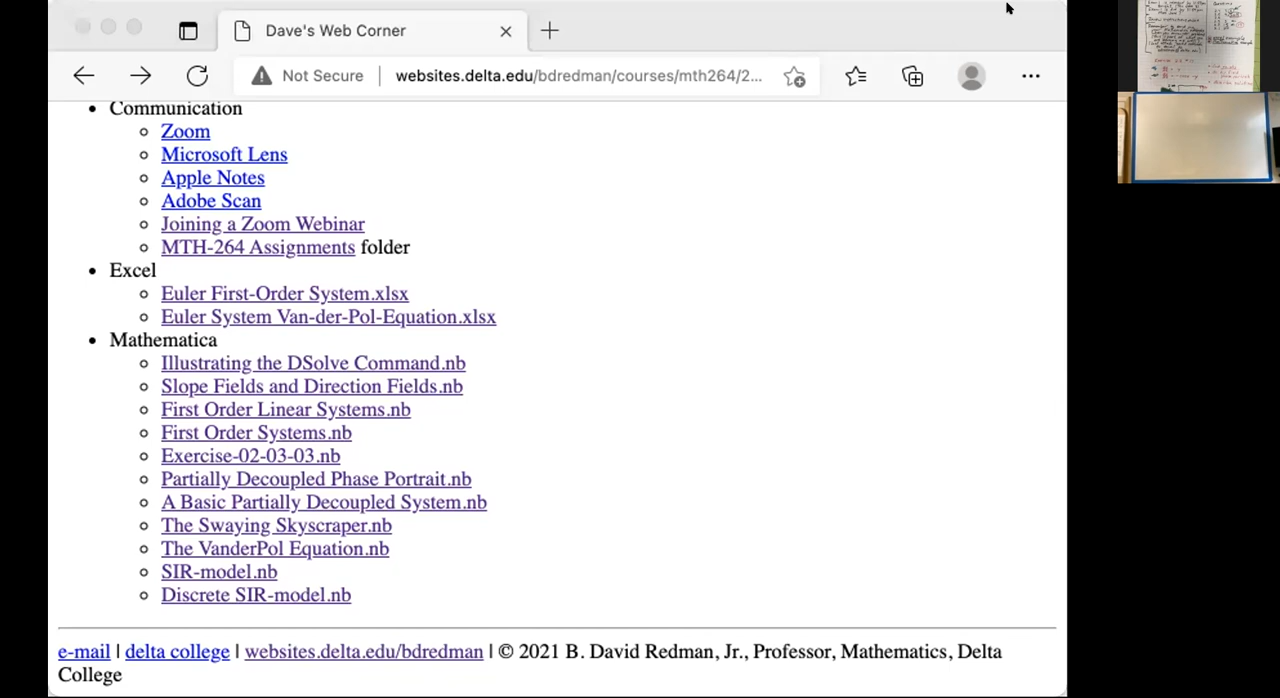 Dave's Web Corner
Not Secure | websites.delta.edu/bdredman/courses/mth264/2...
Communication
Zoom
Microsoft Lens
Apple Notes
Adobe Scan
Joining a Zoom Webinar
MTH-264 Assignments folder
Excel
Euler First-Order System.xlsx
Euler System Van-der-Pol-Equation.xlsx
Mathematica
Illustrating the DSolve Command.nb
Slope Fields and Direction Fields.nb
First Order Linear Systems.nb
First Order Systems.nb
Exercise-02-03-03.nb
Partially Decoupled Phase Portrait.nb
A Basic Partially Decoupled System.nb
The Swaying Skyscraper.nb
The VanderPol Equation.nb
SIR-model.nb
Discrete SIR-model.nb
e-mail | delta college | websites.delta.edu/bdredman | © 2021 B. David Redman, Jr., Professor, Mathematics, Delta
College